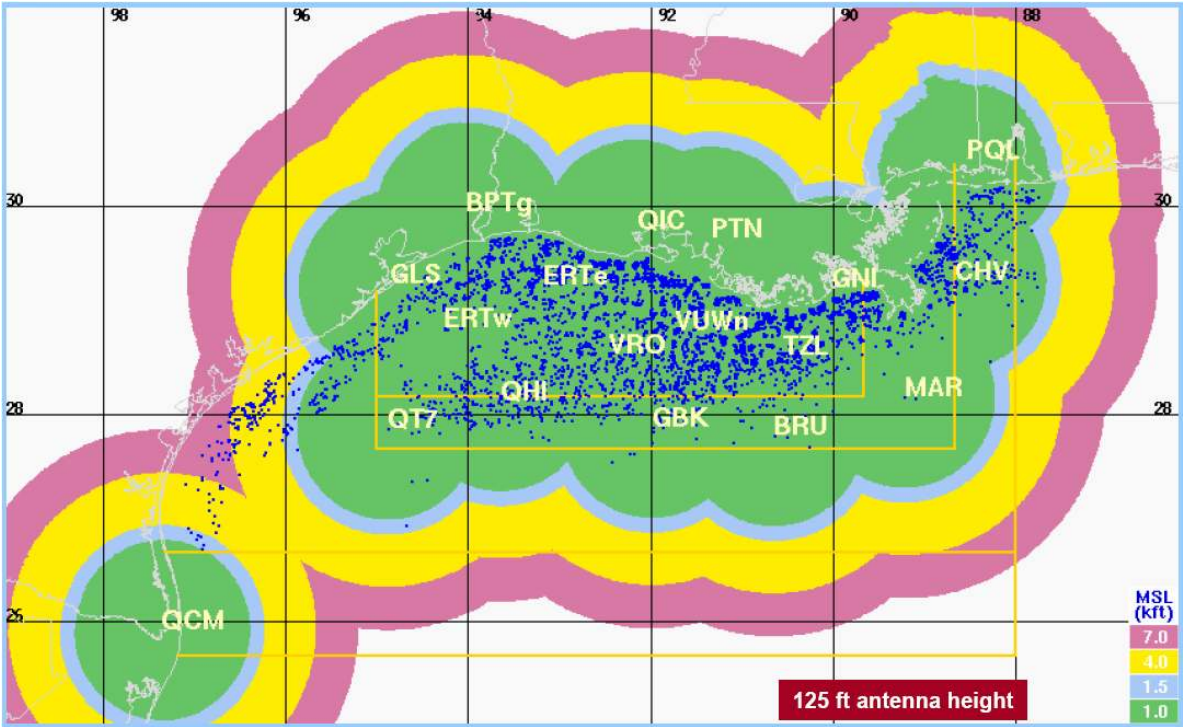 98 96 94 92 90 88
PQL
30 30
BPTg
QIC PTN
GLS ERTe GNI CHV
ERTw VUWn
VRO TZL
QHI MAR
28 QT7 GBK BRU 28
QCM
MSL
(kft)
7.0
4.0
1.5
1.0
125 ft antenna height